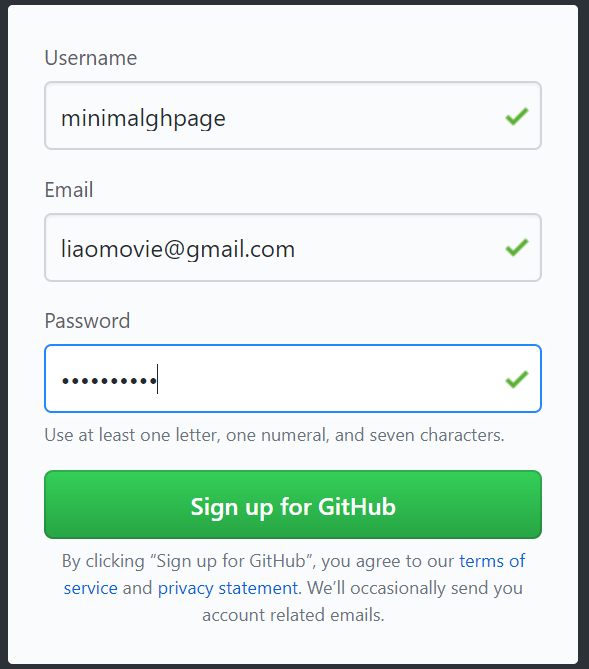 Username
minimalghpage
Email
liaomovie@gmail.com
Password
••••••••••
Use at least one letter, one numeral, and seven characters.
Sign up for GitHub
By clicking “Sign up for GitHub”, you agree to our terms of
service and privacy statement. We’ll occasionally send you
account related emails.